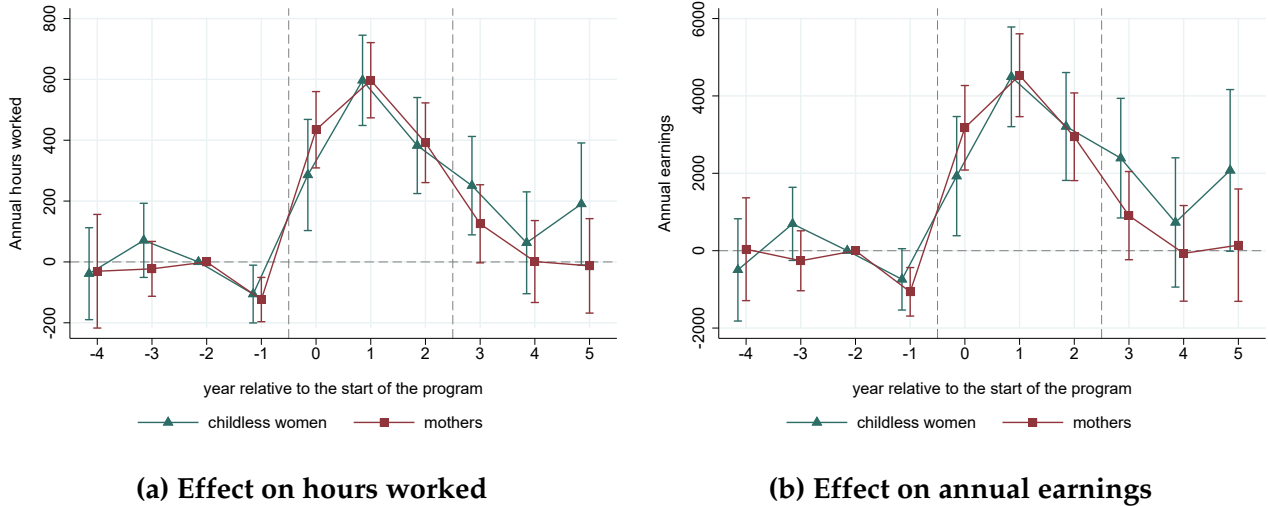 Annual hours worked
800
600
400
200
0
-200
-4 -3 -2 -1 0 1 2 3 4 5
year relative to the start of the program
childless women mothers
(a) Effect on hours worked
Annual earnings
6000
4000
2000
0
-2000
-4 -3 -2 -1 0 1 2 3 4 5
year relative to the start of the program
childless women mothers
(b) Effect on annual earnings